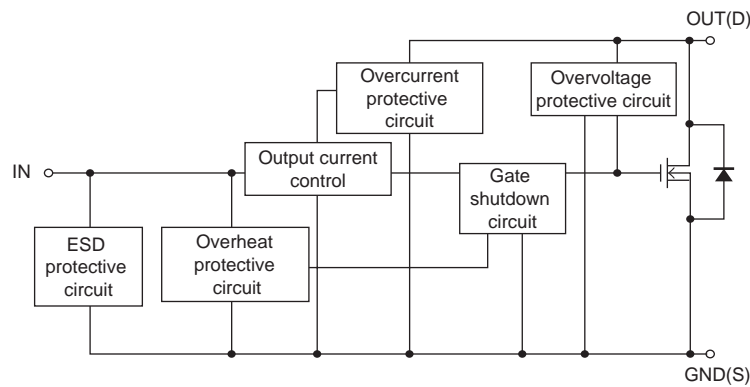 OUT(D)
Overcurrent
protective
circuit
Overvoltage
protective circuit
IN
Output current
control
Gate
shutdown
circuit
ESD
protective
circuit
Overheat
protective
circuit
GND(S)